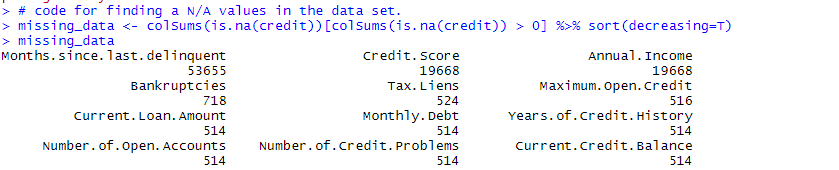 > # code for finding a N/A values in the data set.
> missing_data <- colSums(is.na(credit))[colSums(is.na(credit)) > 0] %>% sort(decreasing=T)
> missing_data
Months.since.last.delinquent Credit.Score Annual.Income
53655 19668 19668
Bankruptcies Tax.Liens Maximum.Open.Credit
718 524 516
Current.Loan.Amount Monthly.Debt Years.of.Credit.History
514 514 514
Number.of.Open.Accounts Number.of.Credit.Problems Current.Credit.Balance
514 514 514